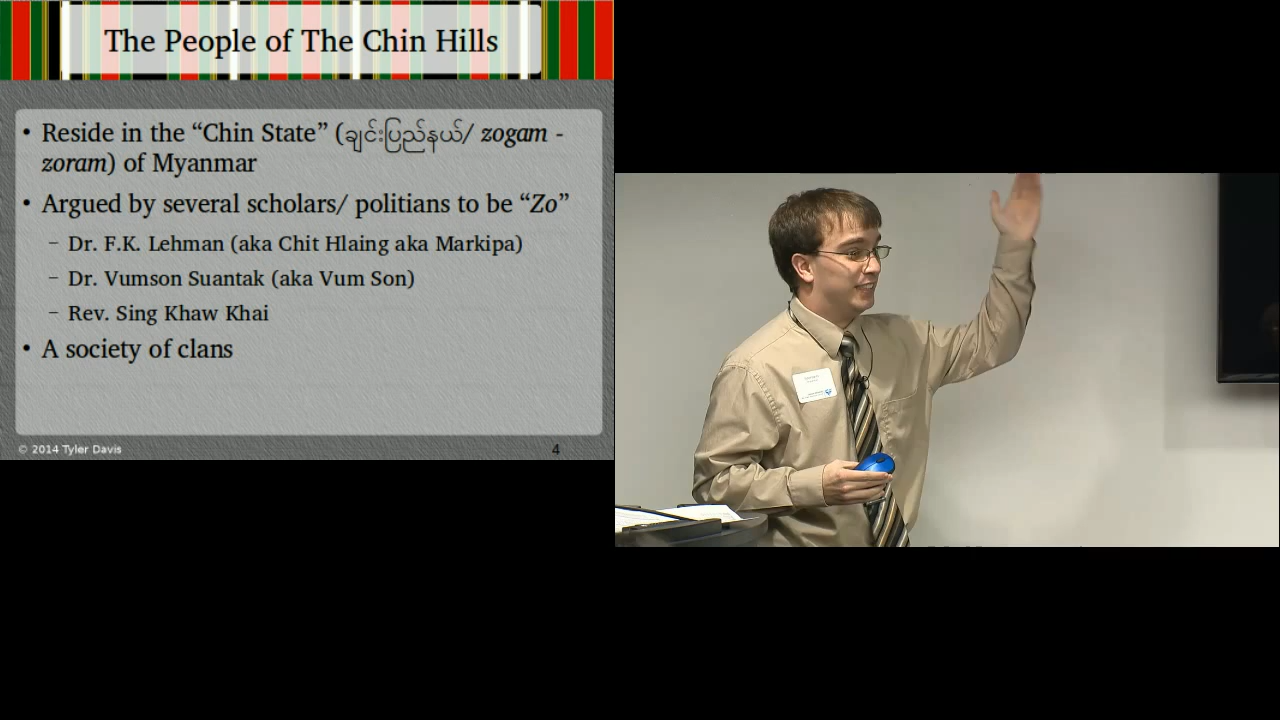 The People of The Chin Hills
• Reside in the “Chin State” (ချင်းပြည်နယ်/ zogam -
zoram) of Myanmar
• Argued by several scholars/ politians to be “Zo”
– Dr. F.K. Lehman (aka Chit Hlaing aka Markipa)
– Dr. Vumson Suantak (aka Vum Son)
– Rev. Sing Khaw Khai
• A society of clans
© 2014 Tyler Davis
4